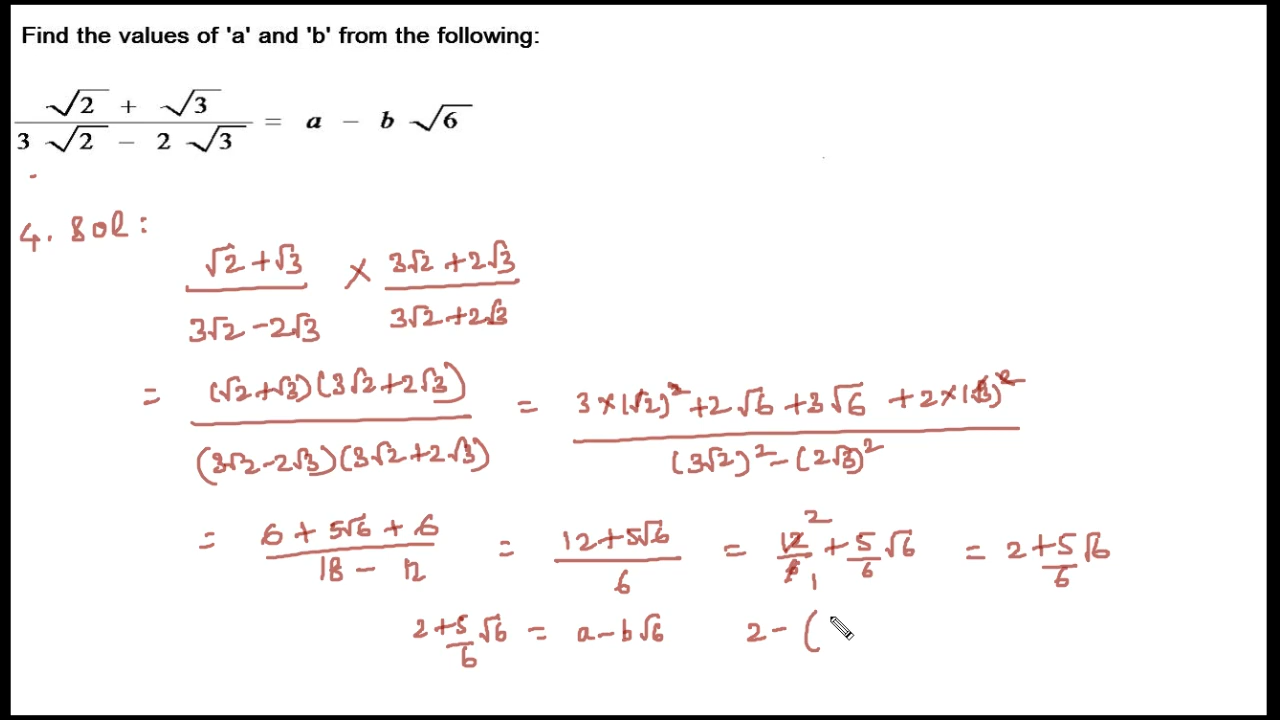 Find the values of 'a' and 'b' from the following:
(√2 + √3)/(3 √2 − 2 √3) = a − b √6
4. Sol:
(√2 + √3)/(3√2 − 2√3) × (3√2 + 2√3)/(3√2 + 2√3)
= (√2+√3)(3√2+2√3)/(3√2−2√3)(3√2+2√3) = (3×(√2)² + 2√6 + 3√6 + 2×(√3)²)/((3√2)² − (2√3)²)
= (6 + 5√6 + 6)/(18 − 12) = (12 + 5√6)/6 = 12/6 2/1 + 5/6 √6 = 2 + 5/6 √6
2 + 5/6 √6 = a − b√6 2 − (